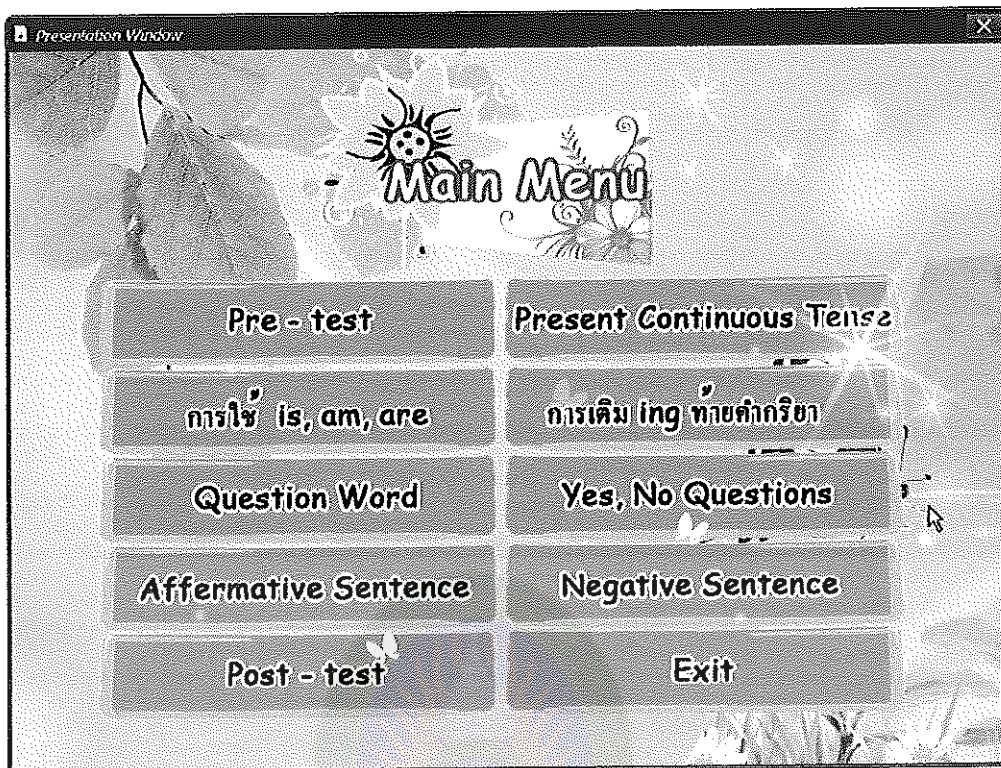 Presentation Window
Main Menu
Pre - test
Present Continuous Tense
การใช้ is, am, are
การเติม ing ท้ายคำกริยา
Question Word
Yes, No Questions
Affermative Sentence
Negative Sentence
Post - test
Exit